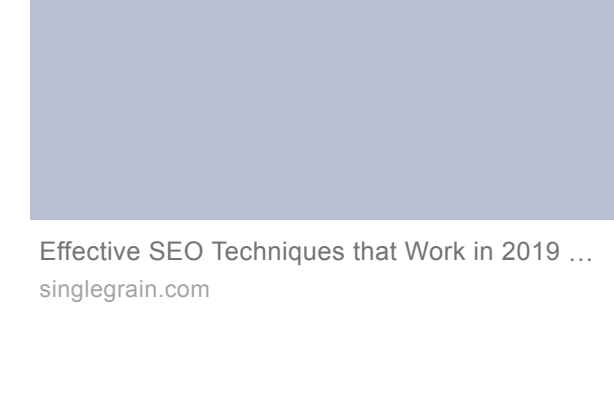 Effective SEO Techniques that Work in 2019 ...
singlegrain.com